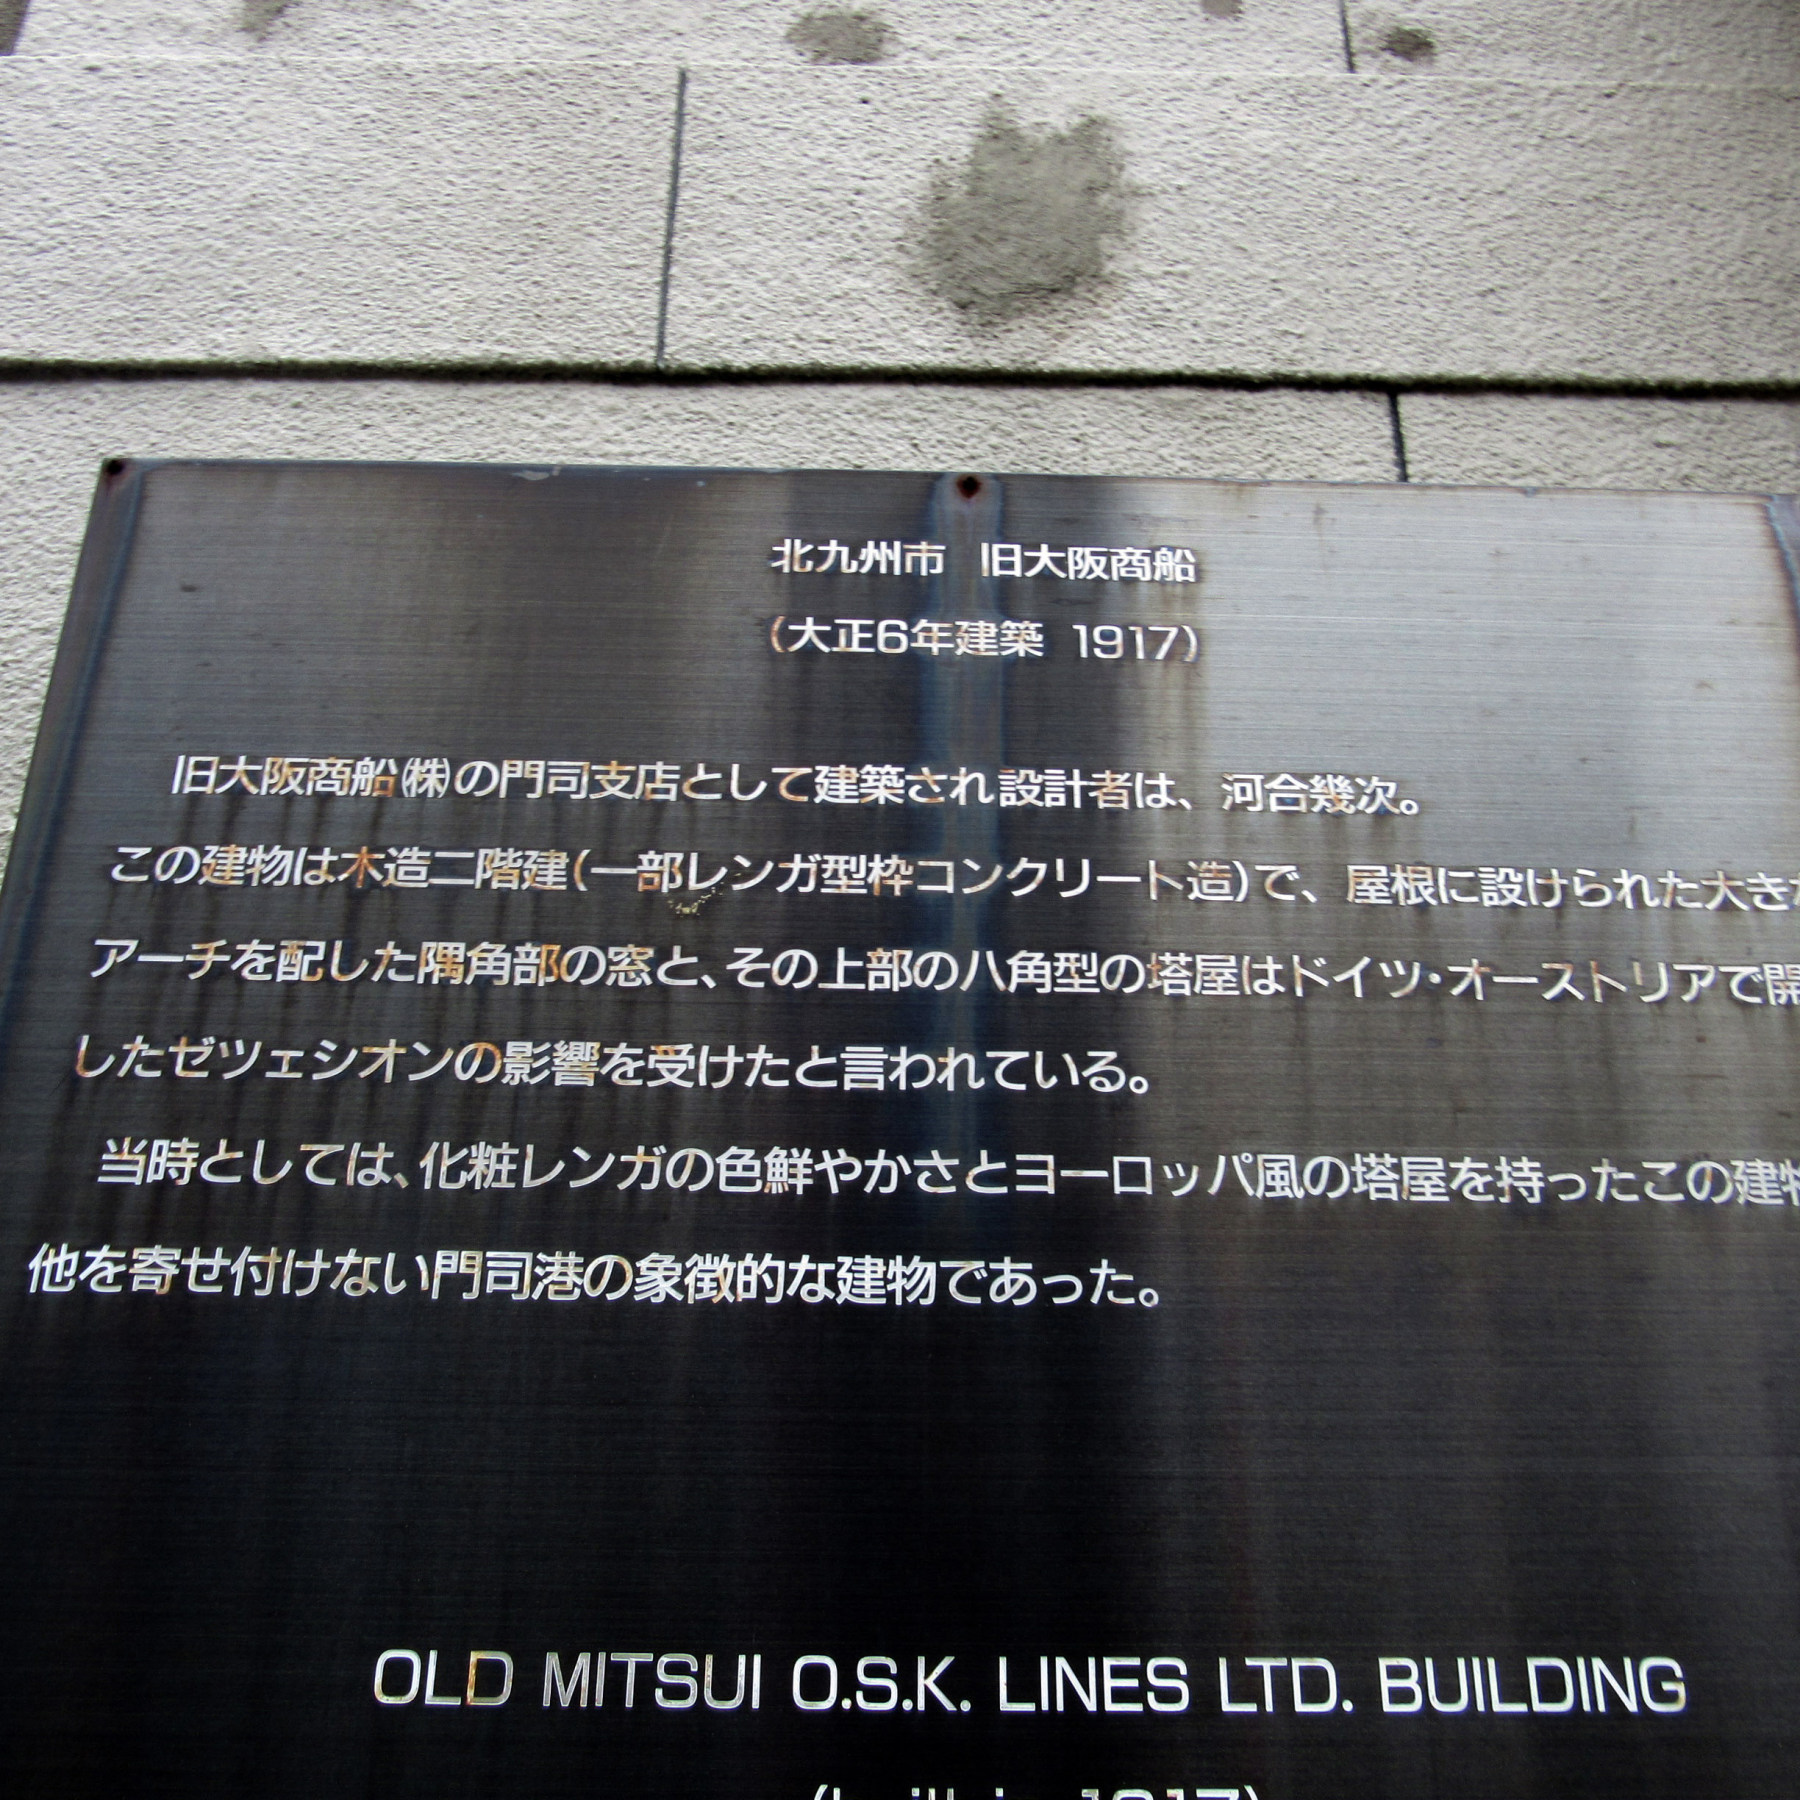 北九州市 旧大阪商船
（大正6年建築 1917）
旧大阪商船㈱の門司支店として建築され設計者は、河合幾次。
この建物は木造二階建（一部レンガ型枠コンクリート造）で、屋根に設けられた大きな
アーチを配した隅角部の窓と、その上部の八角型の塔屋はドイツ・オーストリアで開
したゼツェシオンの影響を受けたと言われている。
当時としては、化粧レンガの色鮮やかさとヨーロッパ風の塔屋を持ったこの建物
他を寄せ付けない門司港の象徴的な建物であった。
OLD MITSUI O.S.K. LINES LTD. BUILDING
(built in 1917)